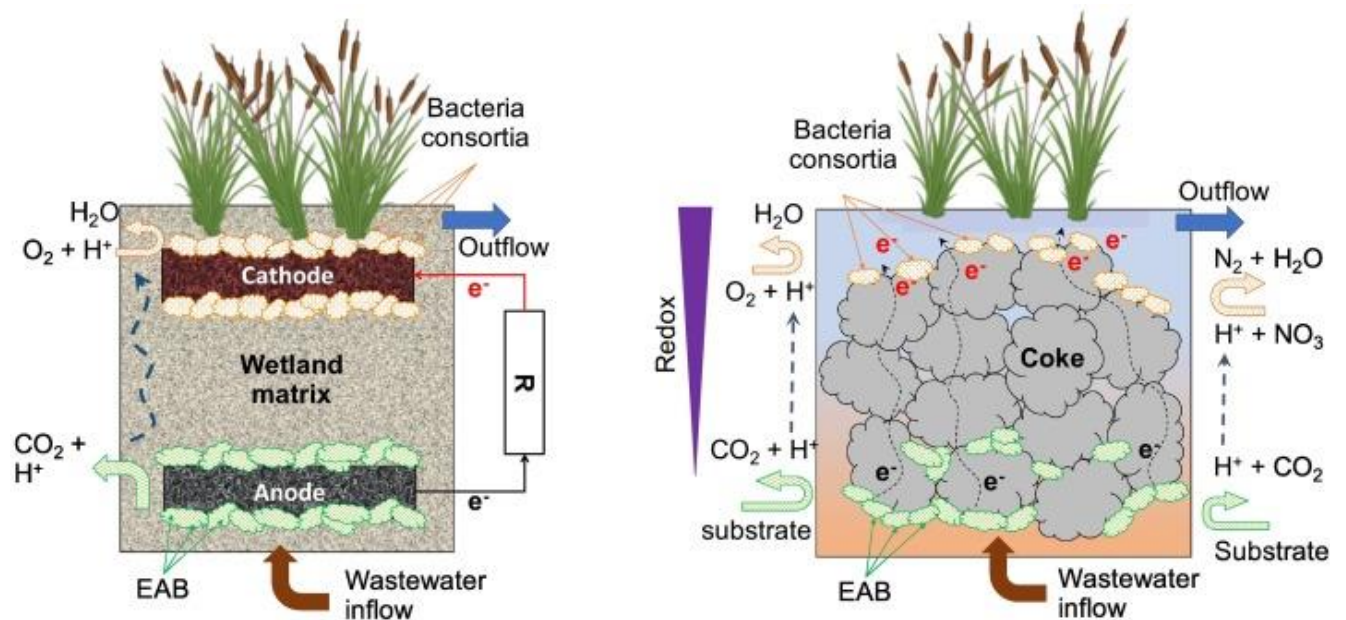 Bacteria
consortia
H₂O
O₂ + H⁺
Outflow
Cathode
e⁻
Wetland
matrix
R
CO₂ +
H⁺
Anode
e⁻
EAB
Wastewater
inflow
Bacteria
consortia
Outflow
H₂O
e⁻
e⁻
e⁻
e⁻
e⁻
N₂ + H₂O
O₂ + H⁺
Redox
Coke
H⁺ + NO₃
CO₂ + H⁺
e⁻
e⁻
e⁻
H⁺ + CO₂
substrate
Substrate
EAB
Wastewater
inflow